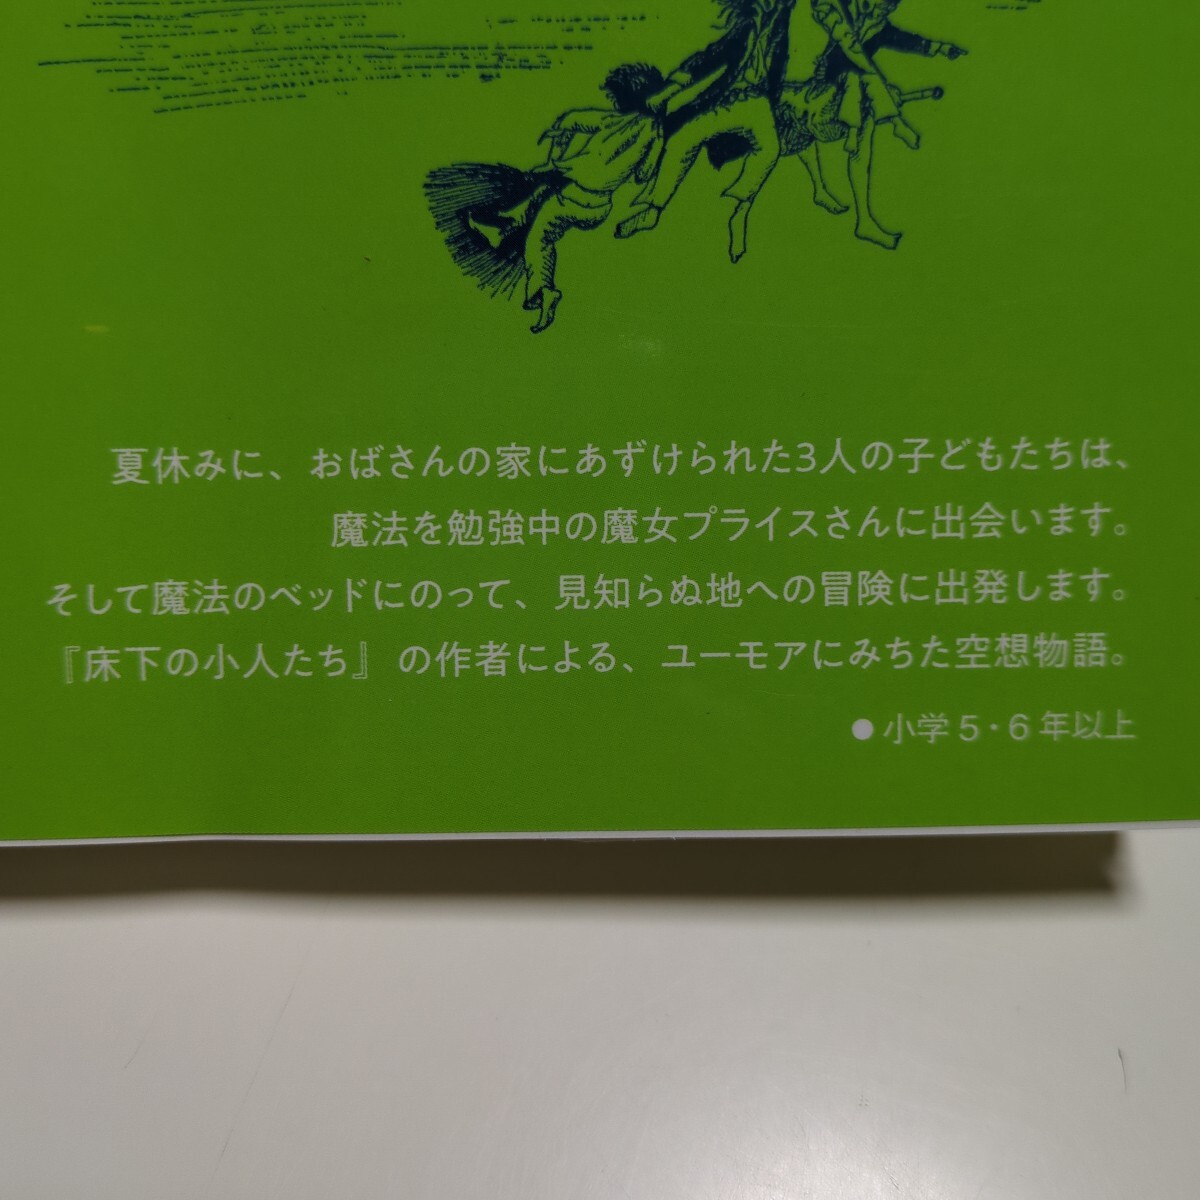 夏休みに、おばさんの家にあずけられた3人の子どもたちは、
魔法を勉強中の魔女プライスさんに出会います。
そして魔法のベッドにのって、見知らぬ地への冒険に出発します。
『床下の小人たち』の作者による、ユーモアにみちた空想物語。
●小学5・6年以上